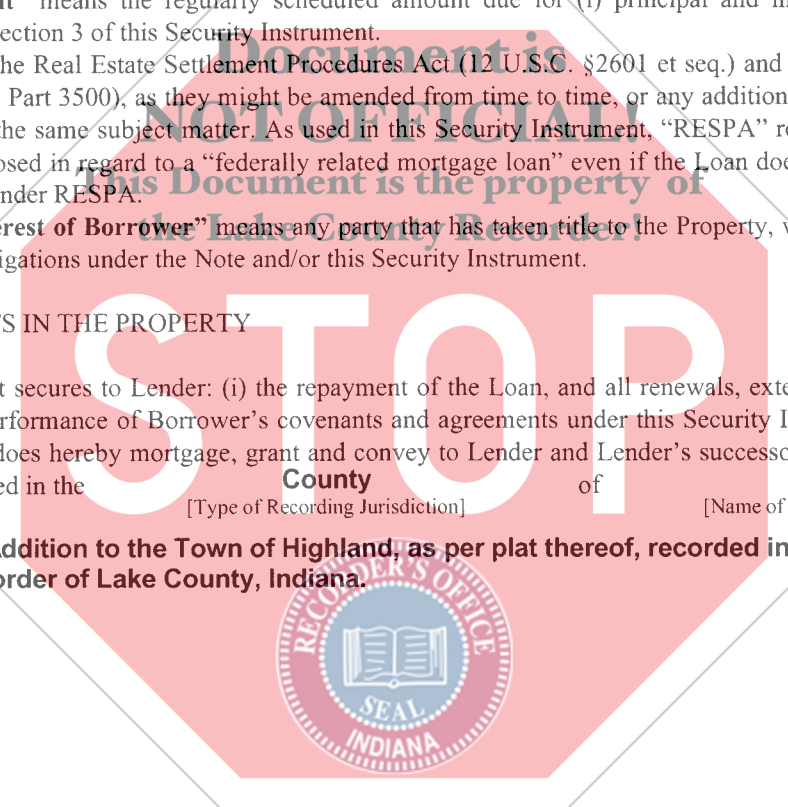 means the regularly scheduled amount due for (i) principal and
ection 3 of this Security Instrument.
Document is
he Real Estate Settlement Procedures Act (12 U.S.C. §2601 et seq.) and
Part 3500), as they might be amended from time to time, or any addition
NOT OFFICIAL!
the same subject matter. As used in this Security Instrument, “RESPA” re
osed in regard to a “federally related mortgage loan” even if the Loan doe
This Document is the property of
nder RESPA.
the Lake County Recorder!
erest of Borrower” means any party that has taken title to the Property, w
igations under the Note and/or this Security Instrument.
S IN THE PROPERTY
STOP
t secures to Lender: (i) the repayment of the Loan, and all renewals, exte
rformance of Borrower’s covenants and agreements under this Security I
does hereby mortgage, grant and convey to Lender and Lender’s successo
ed in the County of
[Type of Recording Jurisdiction] [Name of
ddition to the Town of Highland, as per plat thereof, recorded in
order of Lake County, Indiana.
RECORDER'S OFFICE
SEAL
INDIANA